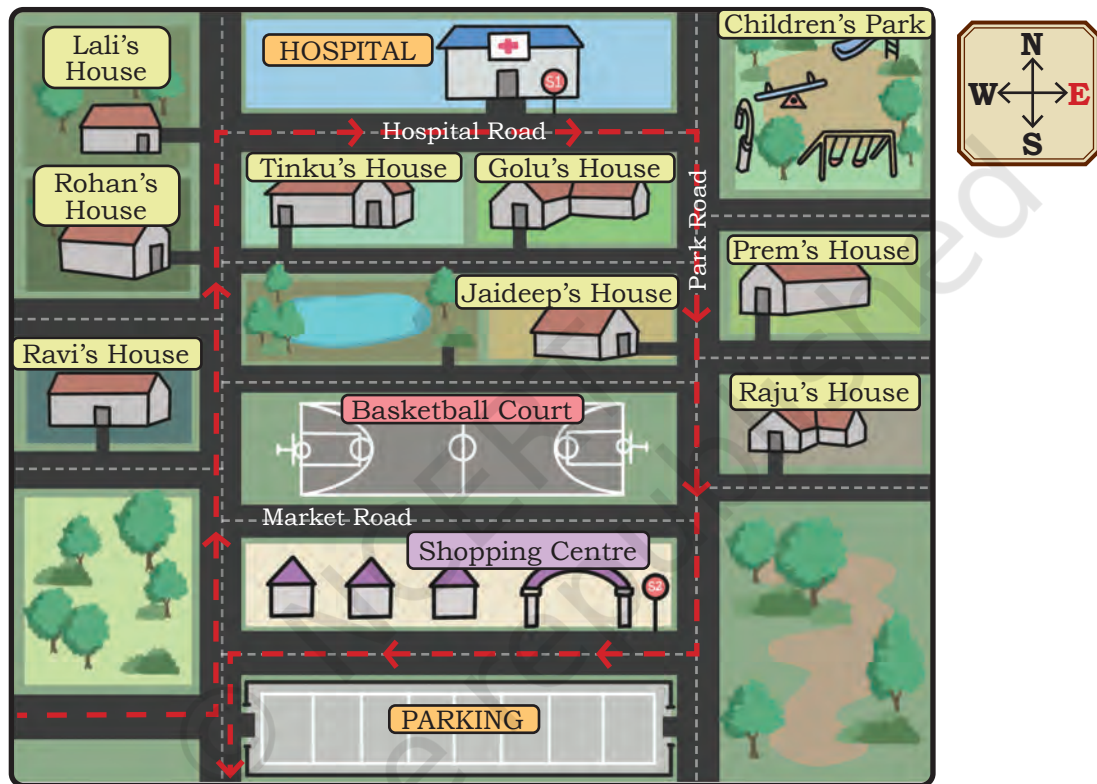 Lali's
House
HOSPITAL
S1
Children's Park
N
W
E
S
Hospital Road
Rohan's
House
Tinku's House
Golu's House
Park Road
Prem's House
Jaideep's House
Ravi's House
Raju's House
Basketball Court
Market Road
Shopping Centre
S2
PARKING